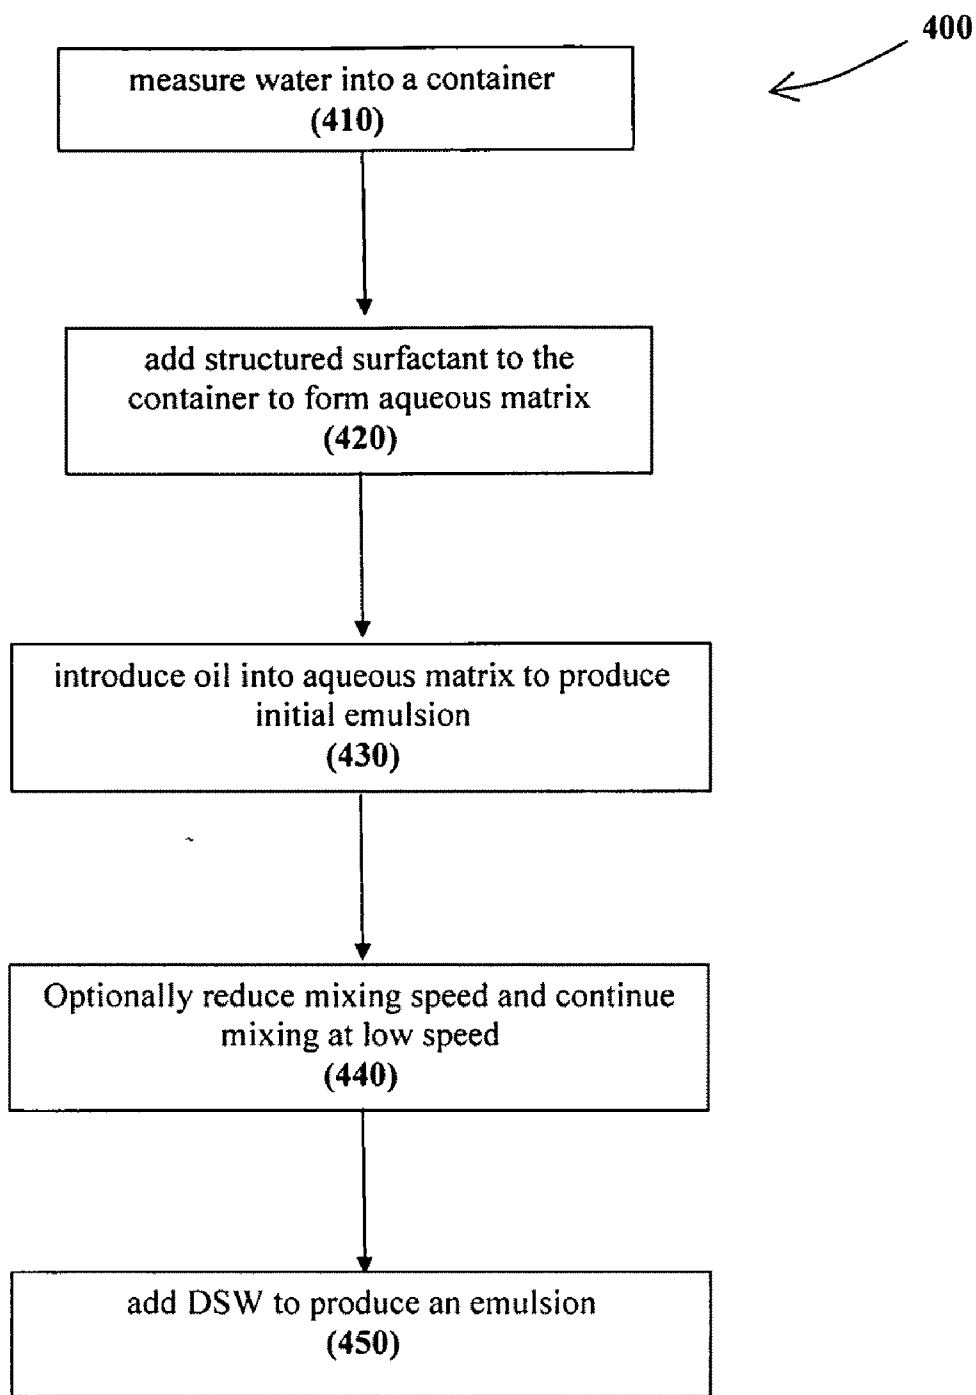 400
measure water into a container
(410)
add structured surfactant to the
container to form aqueous matrix
(420)
introduce oil into aqueous matrix to produce
initial emulsion
(430)
Optionally reduce mixing speed and continue
mixing at low speed
(440)
add DSW to produce an emulsion
(450)